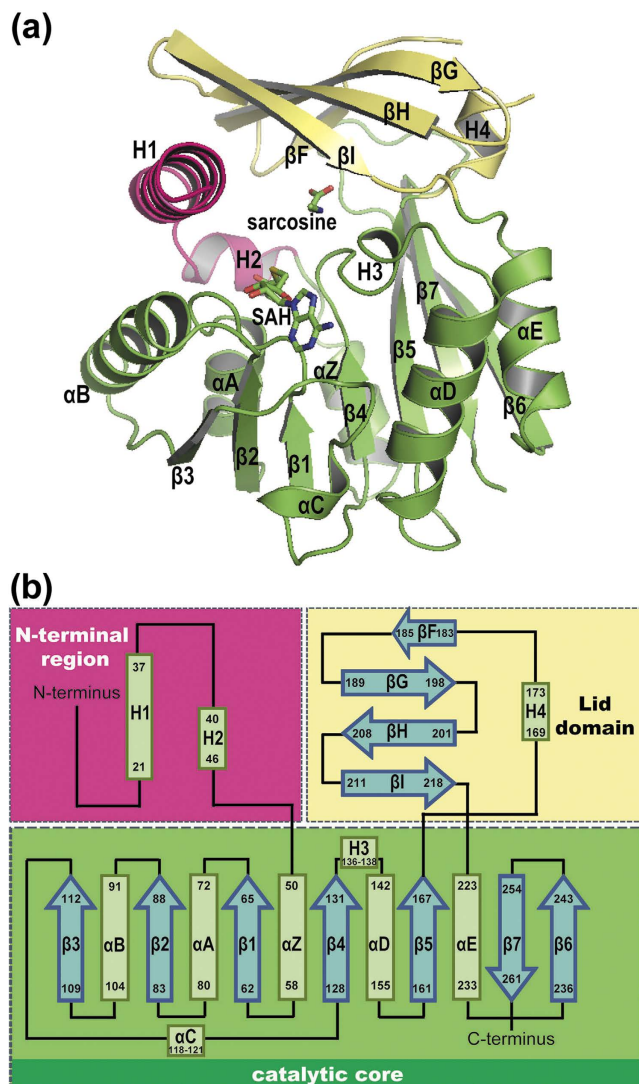 (a)
βG
βH
H4
βF
βI
H1
sarcosine
H2
H3
SAH
β7
αE
αB
αA
αZ
β5
αD
β4
β6
β3
β2
β1
αC
(b)
N-terminal
region
N-terminus
37
H1
21
40
H2
46
185 βF 183
189 βG 198
208 βH 201
211 βI 218
173
H4
169
Lid
domain
H3
136-138
112
β3
109
91
αB
104
88
β2
83
72
αA
80
65
β1
62
50
αZ
58
131
β4
128
142
αD
155
167
β5
161
223
αE
233
254
β7
261
243
β6
236
αC
118-121
C-terminus
catalytic core